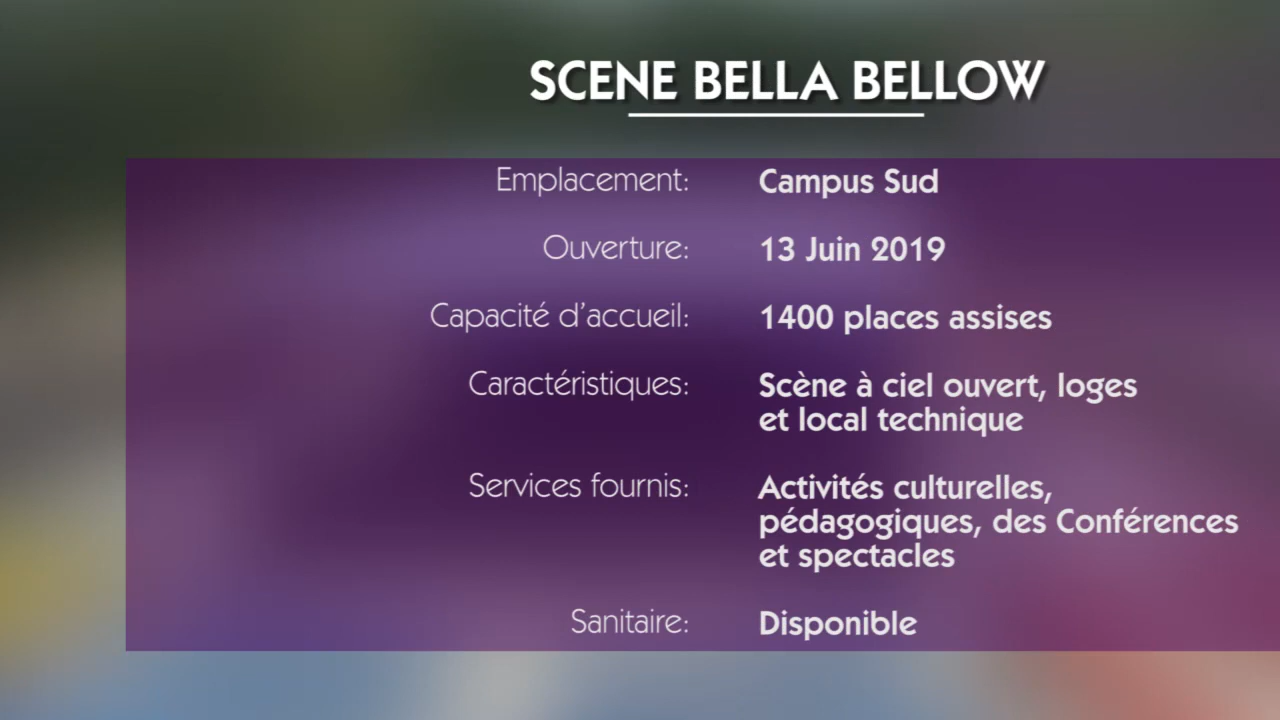 SCENE BELLA BELLOW
Emplacement: Campus Sud
Ouverture: 13 Juin 2019
Capacité d'accueil: 1400 places assises
Caractéristiques: Scène à ciel ouvert, loges
et local technique
Services fournis: Activités culturelles,
pédagogiques, des Conférences
et spectacles
Sanitaire: Disponible